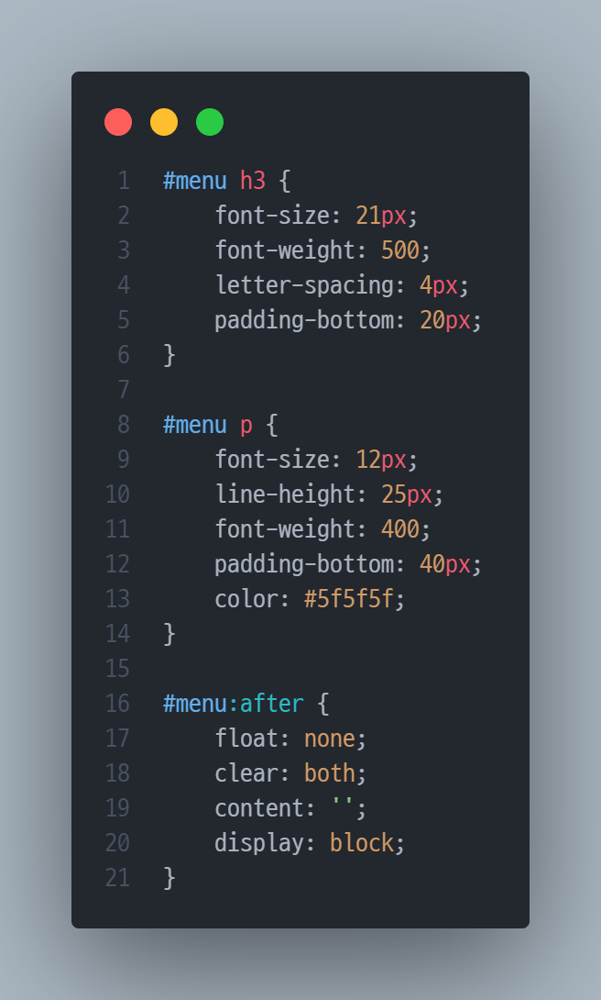 1 #menu h3 {
2     font-size: 21px;
3     font-weight: 500;
4     letter-spacing: 4px;
5     padding-bottom: 20px;
6 }
7
8 #menu p {
9     font-size: 12px;
10     line-height: 25px;
11     font-weight: 400;
12     padding-bottom: 40px;
13     color: #5f5f5f;
14 }
15
16 #menu:after {
17     float: none;
18     clear: both;
19     content: '';
20     display: block;
21 }